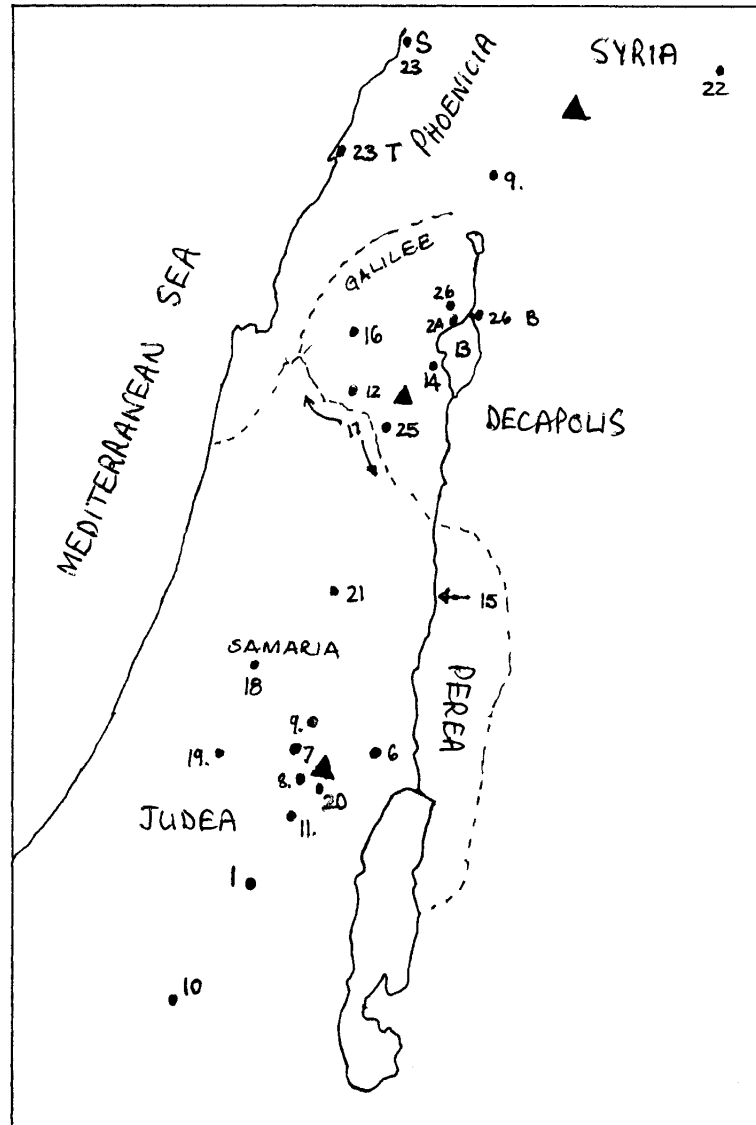 S
23
SYRIA
22
PHOENICIA
23 T
9.
GALILEE
MEDITERRANEAN SEA
26
2A
26 B
16
13
14
12
17
25
DECAPOLIS
21
15
SAMARIA
18
PEREA
9.
19.
7
6
8.
20
JUDEA
11.
1
10